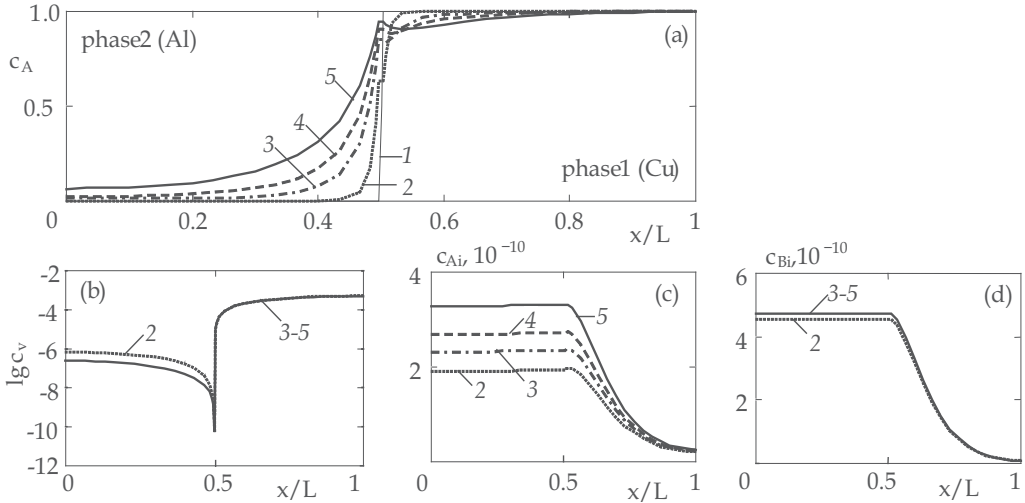 phase2 (Al)
(a)
c_A
1.0
5
4
3
1
2
phase1 (Cu)
0 0.2 0.4 0.6 0.8 1
x/L
(b)
-2
-4
-6
-8
-10
-12
lg c_v
2
3-5
0 0.5 1
x/L
c_Ai, 10^-10
(c)
4
2
5
4
3
2
0 0.5 1
x/L
c_Bi, 10^-10
(d)
6
4
2
3-5
2
0 0.5 1
x/L